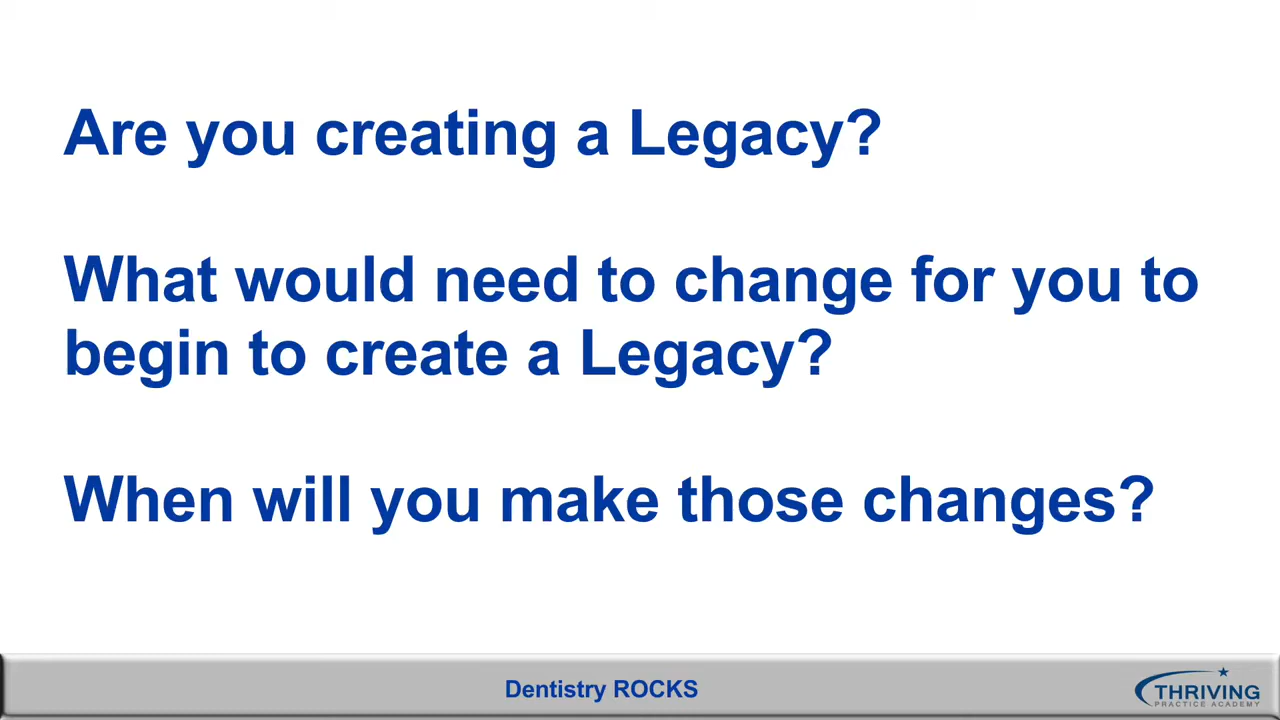 Are you creating a Legacy?
What would need to change for you to
begin to create a Legacy?
When will you make those changes?
Dentistry ROCKS
THRIVING
PRACTICE ACADEMY